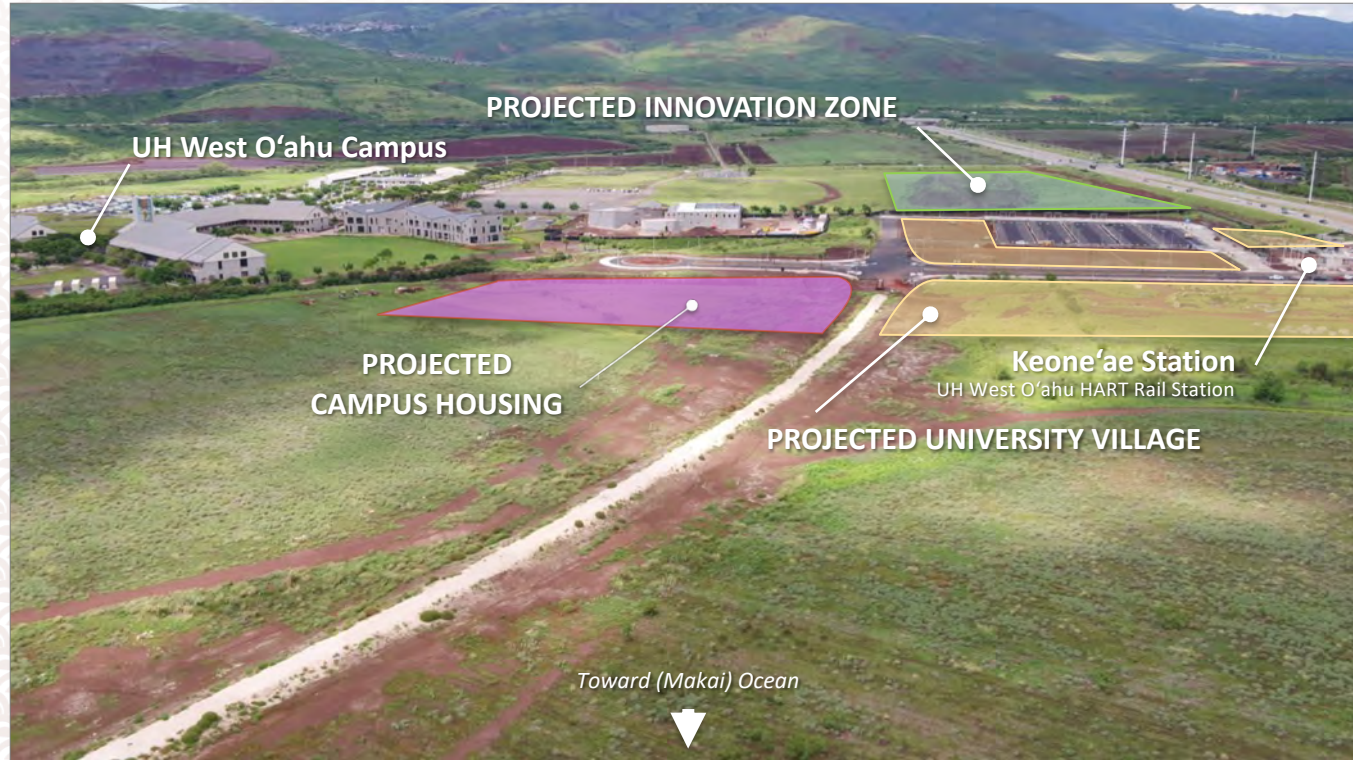 PROJECTED INNOVATION ZONE
UH West Oʻahu Campus
PROJECTED
CAMPUS HOUSING
Keoneʻae Station
UH West Oʻahu HART Rail Station
PROJECTED UNIVERSITY VILLAGE
Toward (Makai) Ocean